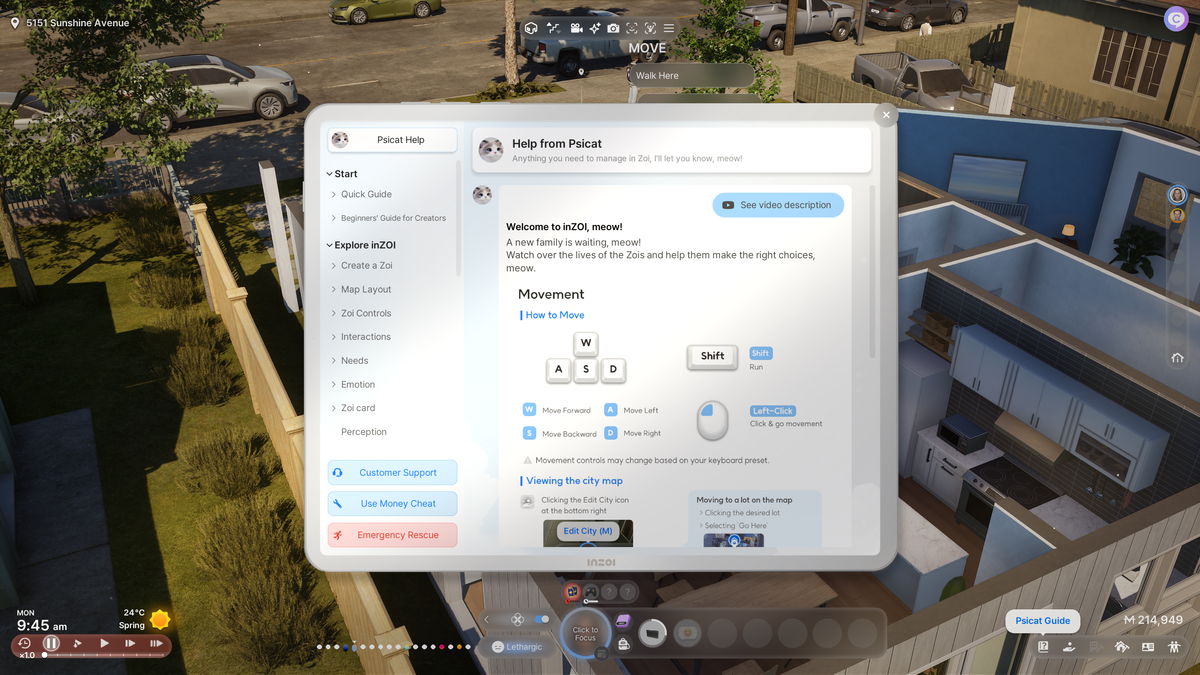 5151 Sunshine Avenue
C
MOVE
Walk Here
Psicat Help
Start
Quick Guide
Beginners' Guide for Creators
Explore inZOI
Create a Zoi
Map Layout
Zoi Controls
Interactions
Needs
Emotion
Zoi card
Perception
Customer Support
Use Money Cheat
Emergency Rescue
Help from Psicat
Anything you need to manage in Zoi, I'll let you know, meow!
See video description
Welcome to inZOI, meow!
A new family is waiting, meow!
Watch over the lives of the Zois and help them make the right choices,
meow.
Movement
How to Move
W
A S D
Shift
Shift
Run
W Move Forward A Move Left
S Move Backward D Move Right
Left-Click
Click & go movement
Movement controls may change based on your keyboard preset.
Viewing the city map
Clicking the Edit City icon
at the bottom right
Edit City (M)
Moving to a lot on the map
> Clicking the desired lot
> Selecting 'Go Here'
INZOI
? ?
MON
9:45 am
24°C
Spring
x1.0
Click to
Focus
Lethargic
Psicat Guide
214,949